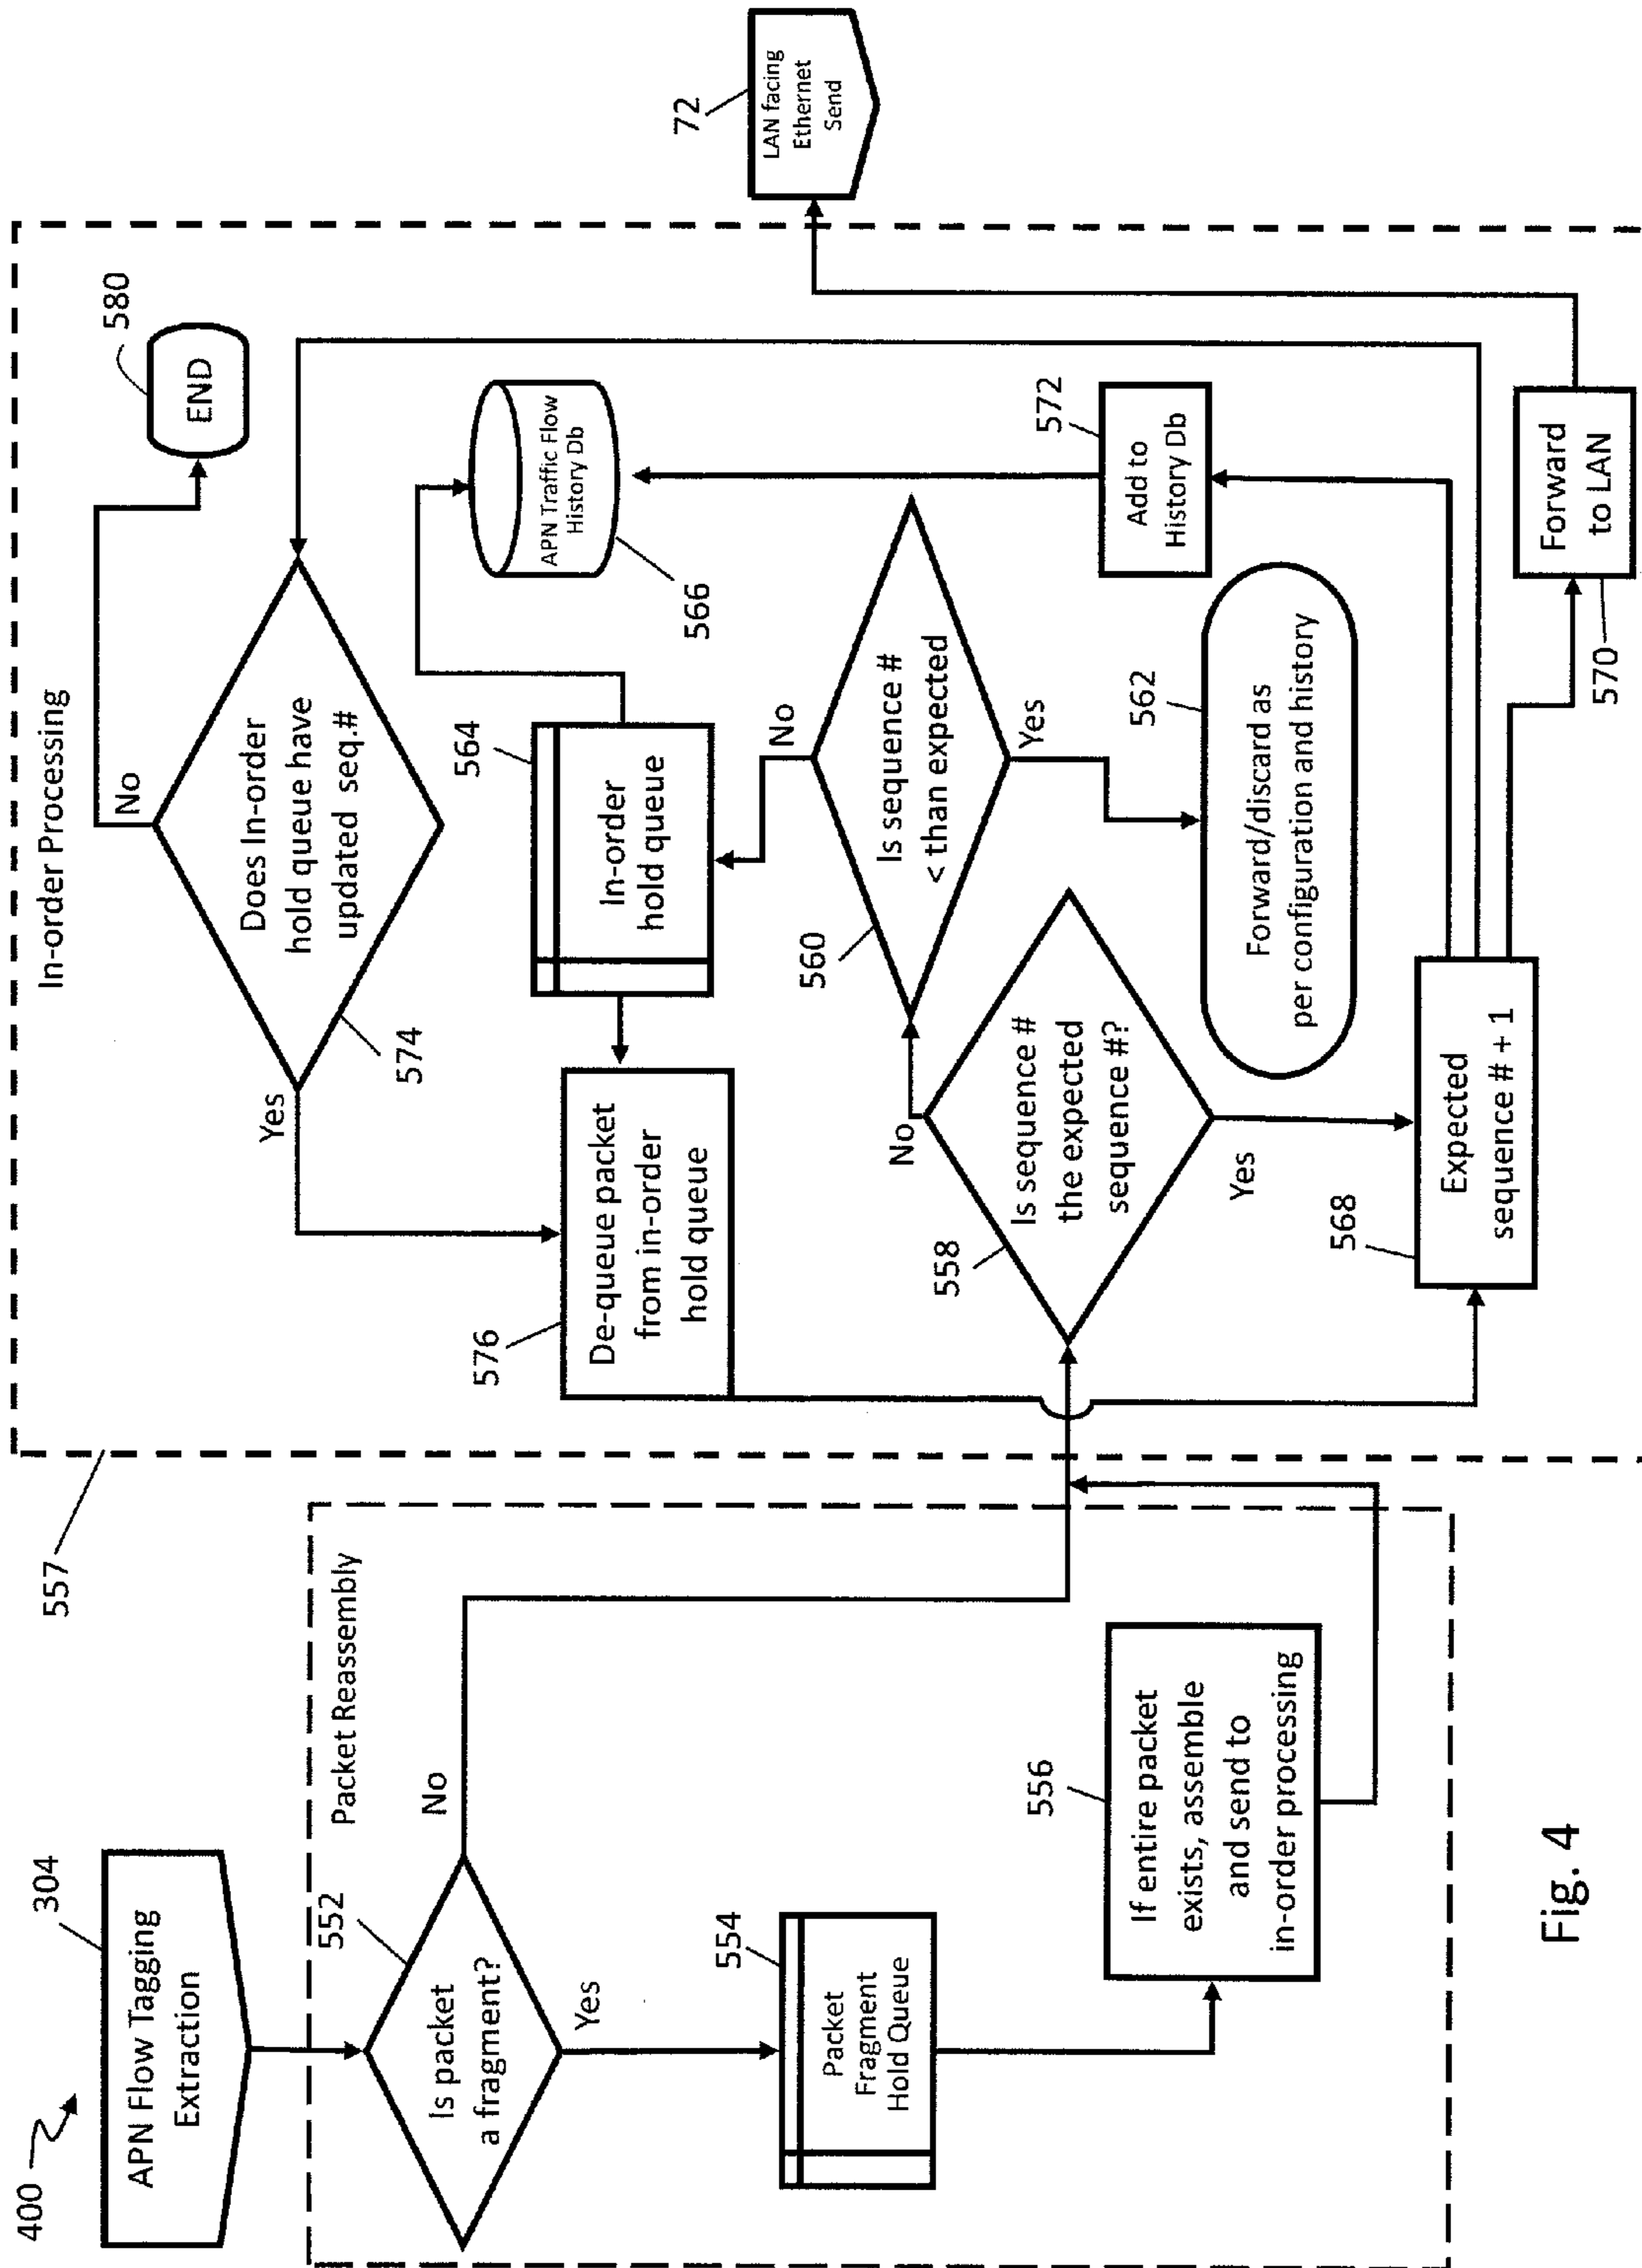 400
304
APN Flow Tagging
Extraction
557
Packet Reassembly
552
Is packet
a fragment?
No
Yes
554
Packet
Fragment
Hold Queue
556
If entire packet
exists, assemble
and send to
in-order processing
In-order Processing
580
END
No
Does In-order
hold queue have
updated seq.#
Yes
574
576
De-queue packet
from in-order
hold queue
564
In-order
hold queue
APN Traffic Flow
History Db
566
560
Is sequence #
< than expected
No
Yes
558
Is sequence #
the expected
sequence #?
No
Yes
562
Forward/discard as
per configuration and history
572
Add to
History Db
568
Expected
sequence # + 1
570
Forward
to LAN
72
LAN facing
Ethernet
Send
Fig. 4